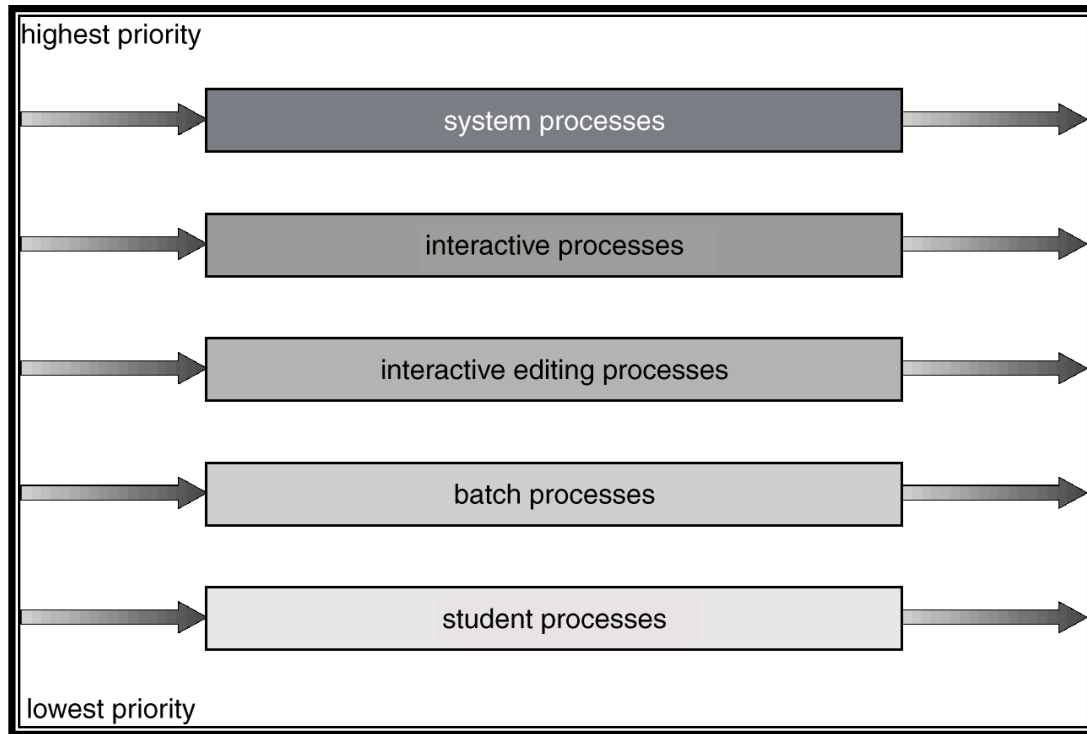 highest priority
system processes
interactive processes
interactive editing processes
batch processes
student processes
lowest priority